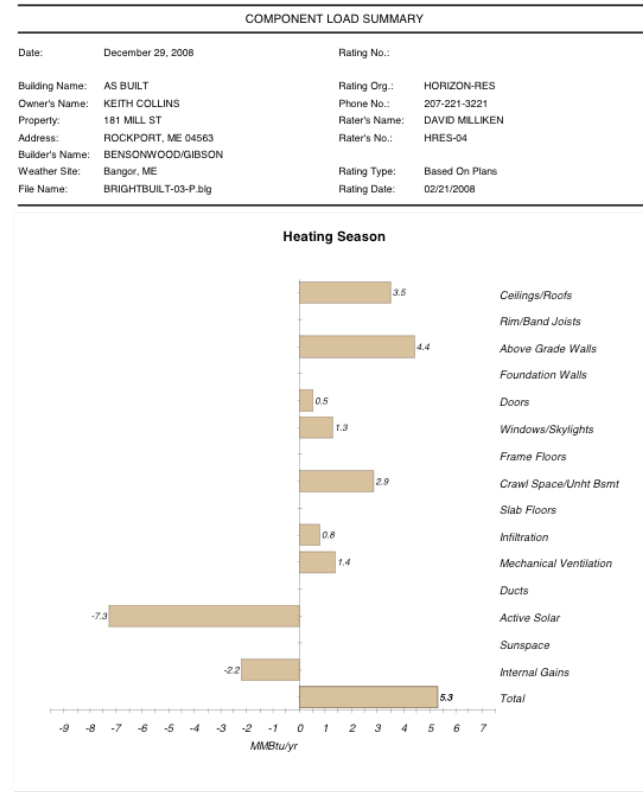 COMPONENT LOAD SUMMARY
Date: December 29, 2008 Rating No.:
Building Name: AS BUILT Rating Org.: HORIZON-RES
Owner's Name: KEITH COLLINS Phone No.: 207-221-3221
Property: 181 MILL ST Rater's Name: DAVID MILLIKEN
Address: ROCKPORT, ME 04563 Rater's No.: HRES-04
Builder's Name: BENSONWOOD/GIBSON
Weather Site: Bangor, ME Rating Type: Based On Plans
File Name: BRIGHTBUILT-03-P.blg Rating Date: 02/21/2008
Heating Season
3.5 Ceilings/Roofs
Rim/Band Joists
4.4 Above Grade Walls
Foundation Walls
0.5 Doors
1.3 Windows/Skylights
Frame Floors
2.9 Crawl Space/Unht Bsmt
Slab Floors
0.8 Infiltration
1.4 Mechanical Ventilation
Ducts
-7.3 Active Solar
Sunspace
-2.2 Internal Gains
5.3 Total
-9 -8 -7 -6 -5 -4 -3 -2 -1 0 1 2 3 4 5 6 7
MMBtu/yr